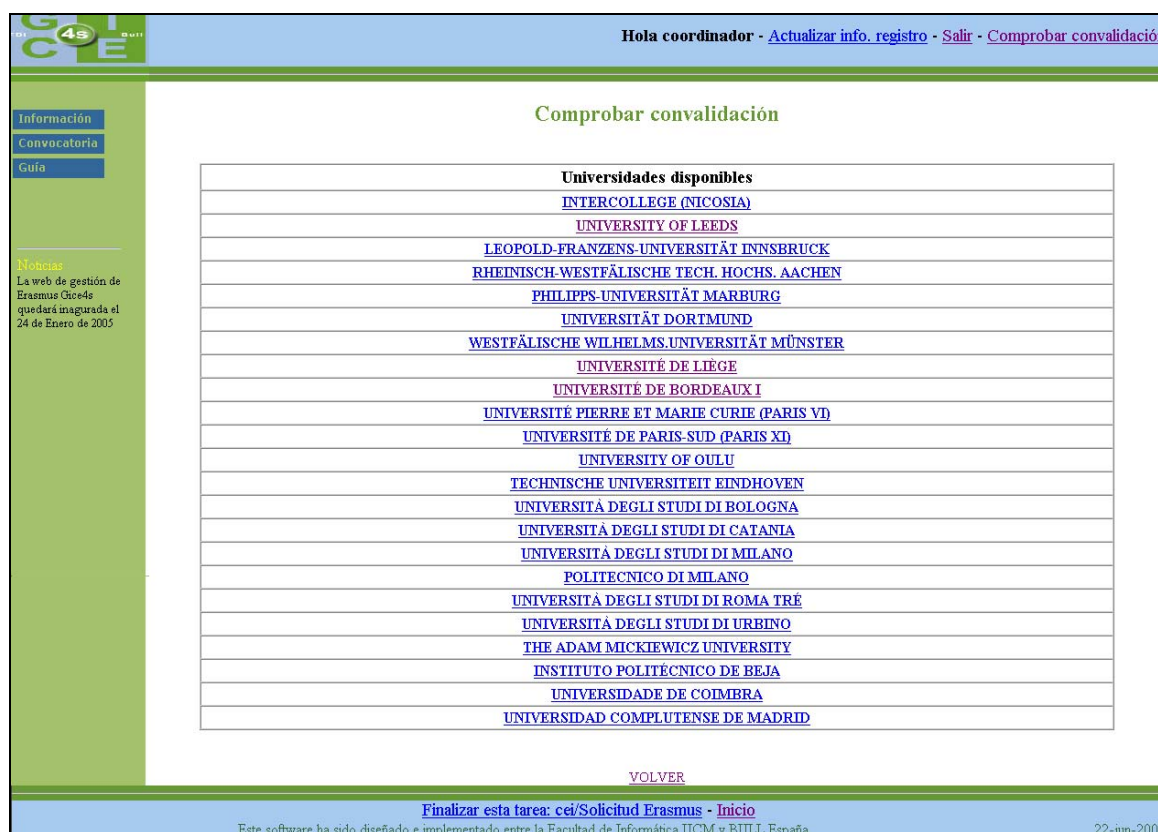 G I
DI 4s Bull
C E
Hola coordinador - Actualizar info. registro - Salir - Comprobar convalidació
Información
Convocatoria
Guía
Noticias
La web de gestión de
Erasmus Gice4s
quedará inagurada el
24 de Enero de 2005
Comprobar convalidación
Universidades disponibles
INTERCOLLEGE (NICOSIA)
UNIVERSITY OF LEEDS
LEOPOLD-FRANZENS-UNIVERSITÄT INNSBRUCK
RHEINISCH-WESTFÄLISCHE TECH. HOCHS. AACHEN
PHILIPPS-UNIVERSITÄT MARBURG
UNIVERSITÄT DORTMUND
WESTFÄLISCHE WILHELMS.UNIVERSITÄT MÜNSTER
UNIVERSITÉ DE LIÈGE
UNIVERSITÉ DE BORDEAUX I
UNIVERSITÉ PIERRE ET MARIE CURIE (PARIS VI)
UNIVERSITÉ DE PARIS-SUD (PARIS XI)
UNIVERSITY OF OULU
TECHNISCHE UNIVERSITEIT EINDHOVEN
UNIVERSITÀ DEGLI STUDI DI BOLOGNA
UNIVERSITÀ DEGLI STUDI DI CATANIA
UNIVERSITÀ DEGLI STUDI DI MILANO
POLITECNICO DI MILANO
UNIVERSITÀ DEGLI STUDI DI ROMA TRÉ
UNIVERSITÀ DEGLI STUDI DI URBINO
THE ADAM MICKIEWICZ UNIVERSITY
INSTITUTO POLITÉCNICO DE BEJA
UNIVERSIDADE DE COIMBRA
UNIVERSIDAD COMPLUTENSE DE MADRID
VOLVER
Finalizar esta tarea: cei/Solicitud Erasmus - Inicio
Este software ha sido diseñado e implementado entre la Facultad de Informática UCM y BULL España 22-jun-200